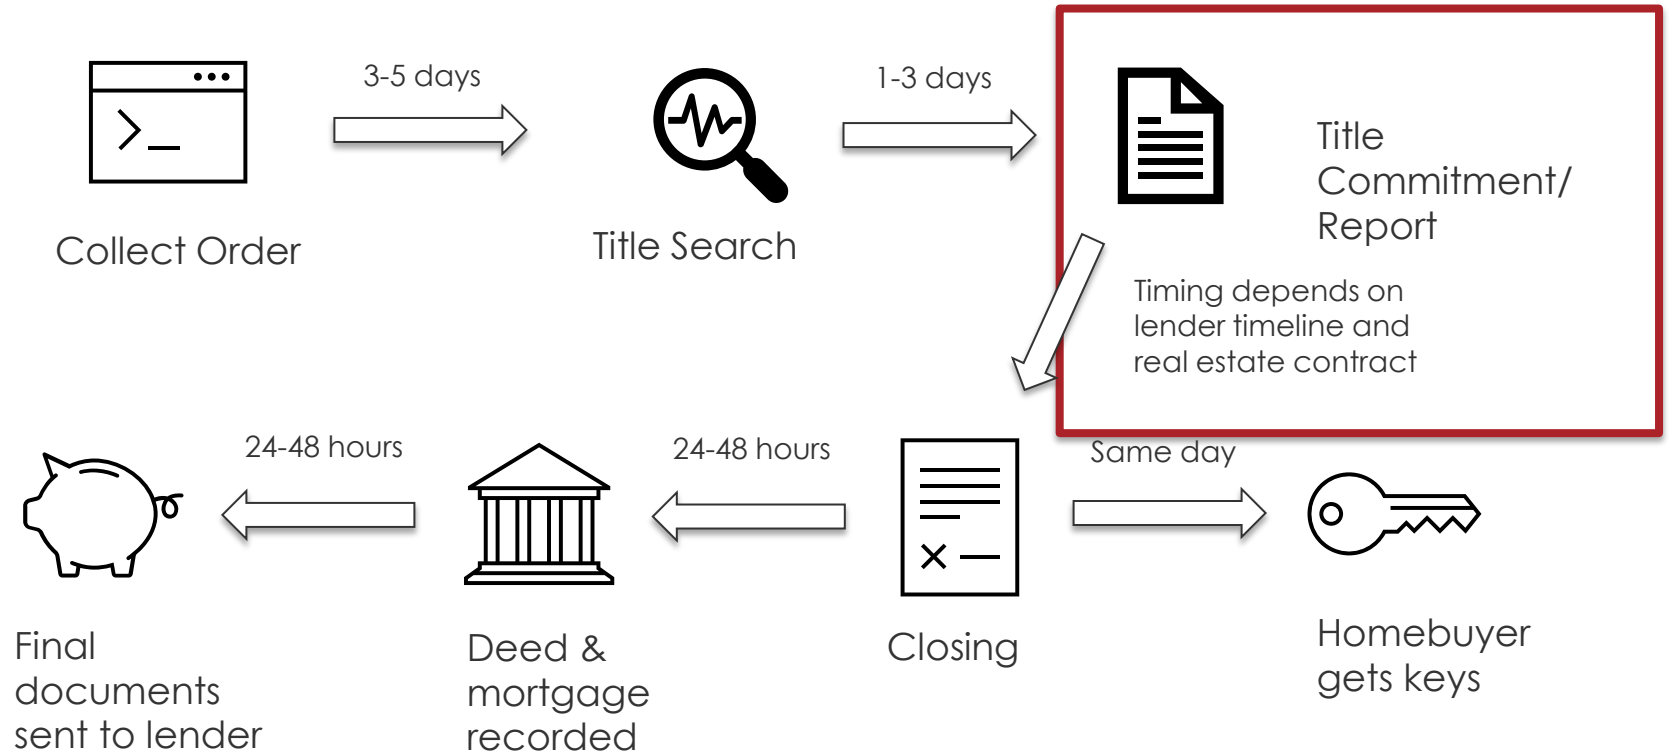 3-5 days
1-3 days
Collect Order
Title Search
Title
Commitment/
Report
Timing depends on
lender timeline and
real estate contract
24-48 hours
24-48 hours
Same day
Final
documents
sent to lender
Deed &
mortgage
recorded
Closing
Homebuyer
gets keys